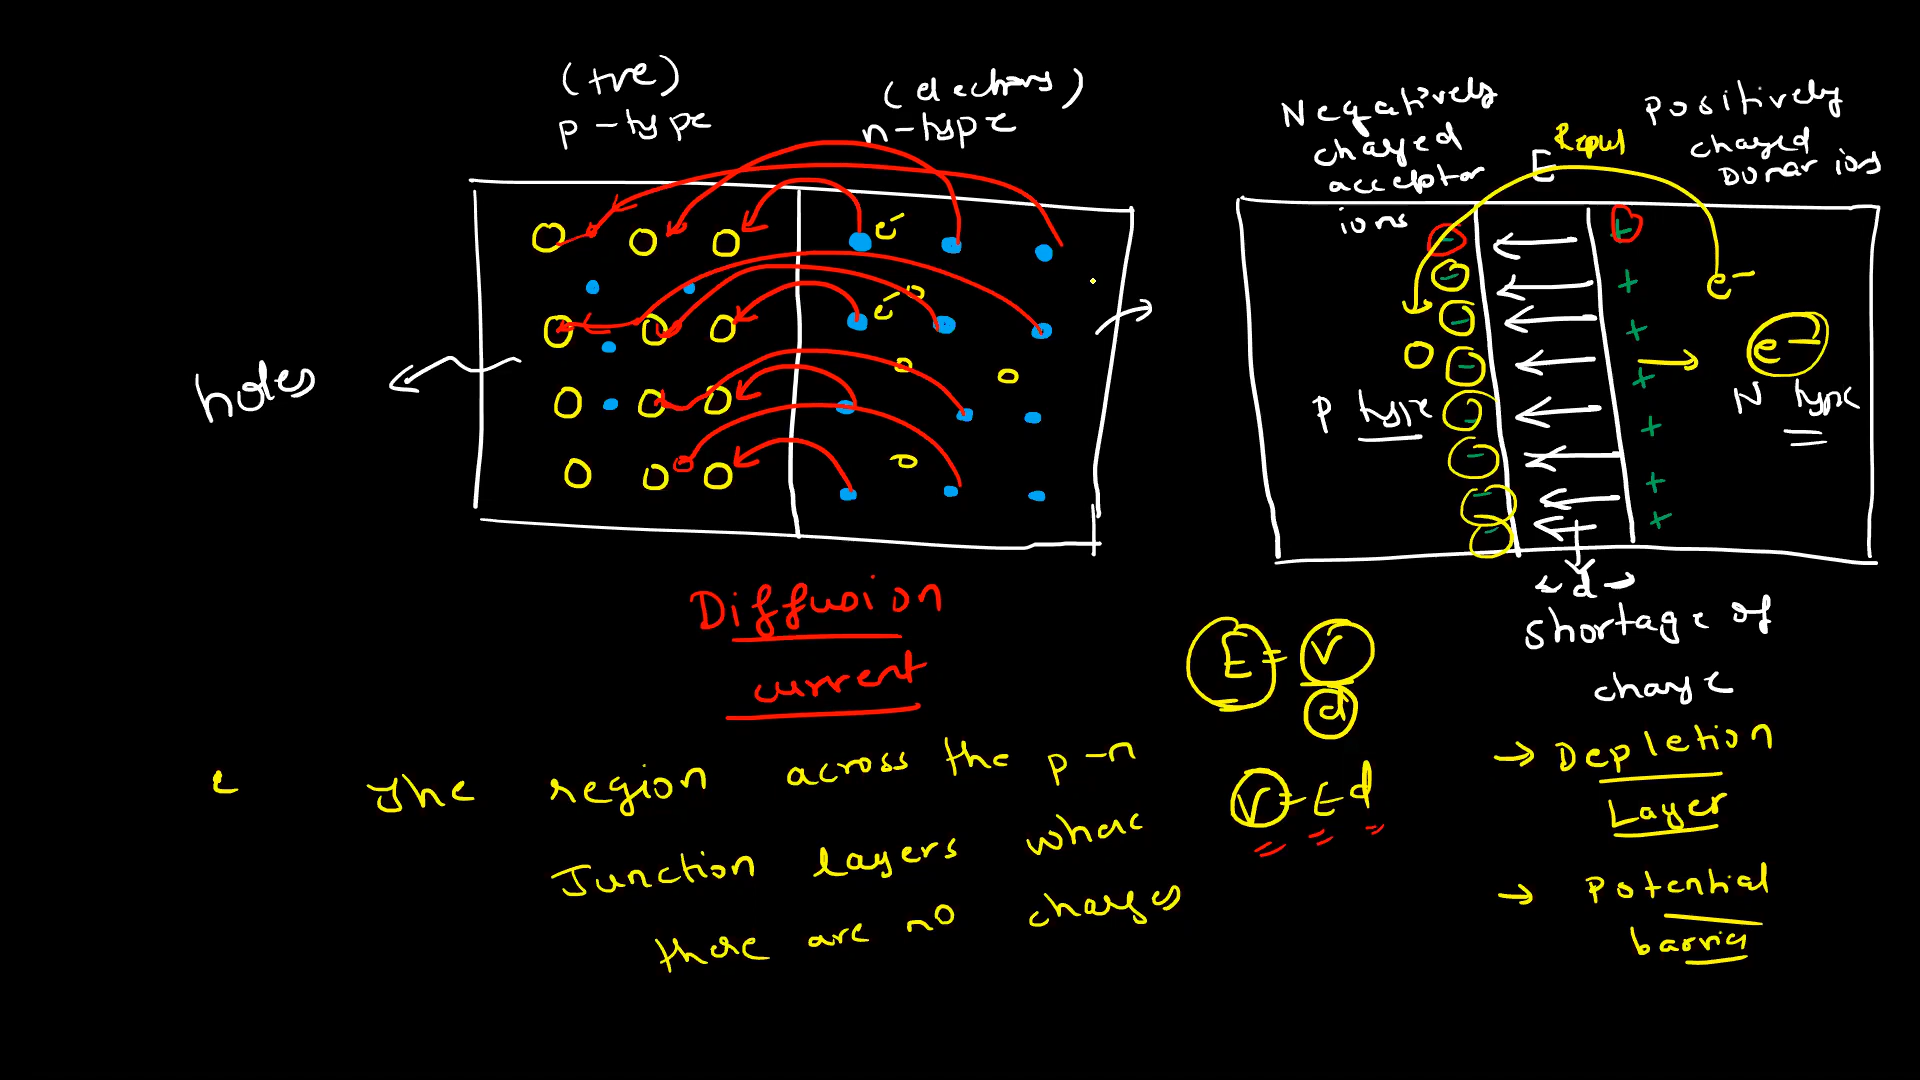 (+ve)
p-type
(electrons)
n-type
e-
e-
holes
Diffusion
current
Negatively
charged
acceptor
ions
E
Repul
Positively
charged
Donar ions
e-
e-
P type
N type
d
shortage of
charge
E = V/d
V = Ed
→ Depletion
Layer
→ Potential
barrier
The region across the p-n
Junction layers where
there are no charges